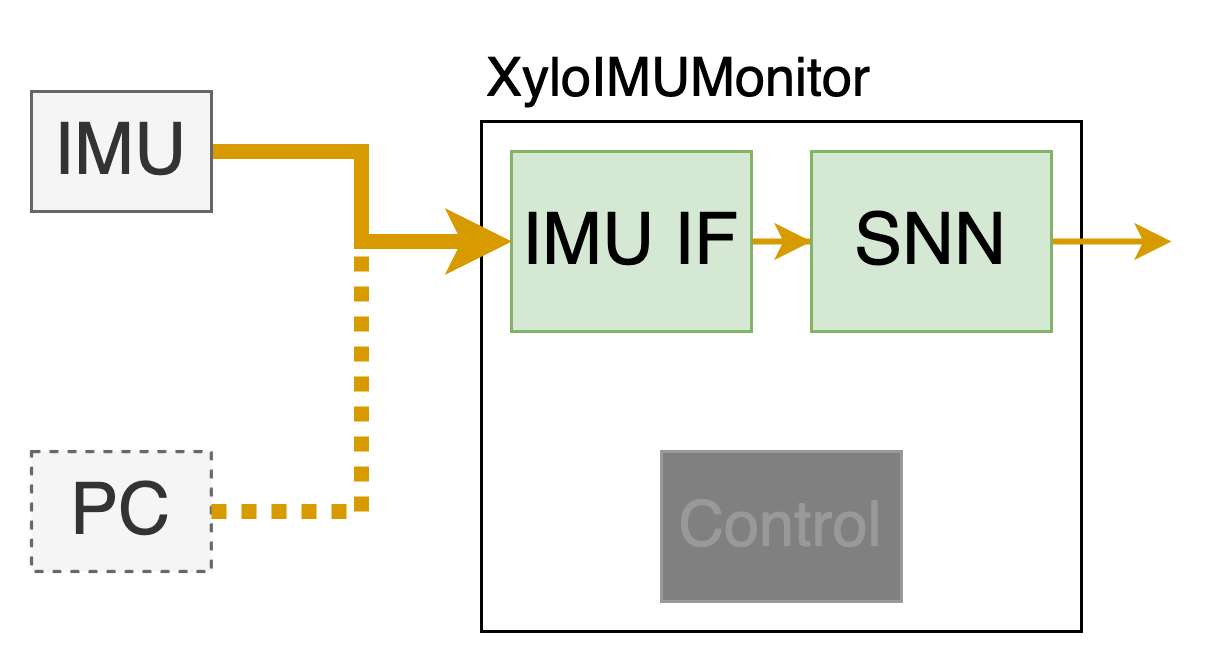 XyloIMUMonitor
IMU
IMU IF
SNN
PC
Control